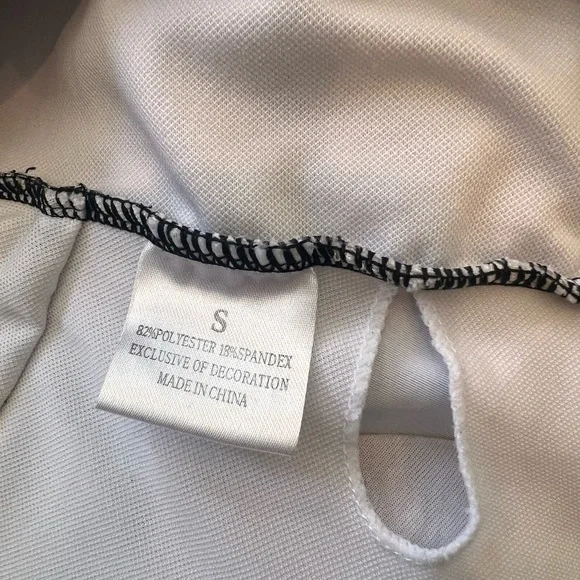 S
82%POLYESTER 18%SPANDEX
EXCLUSIVE OF DECORATION
MADE IN CHINA